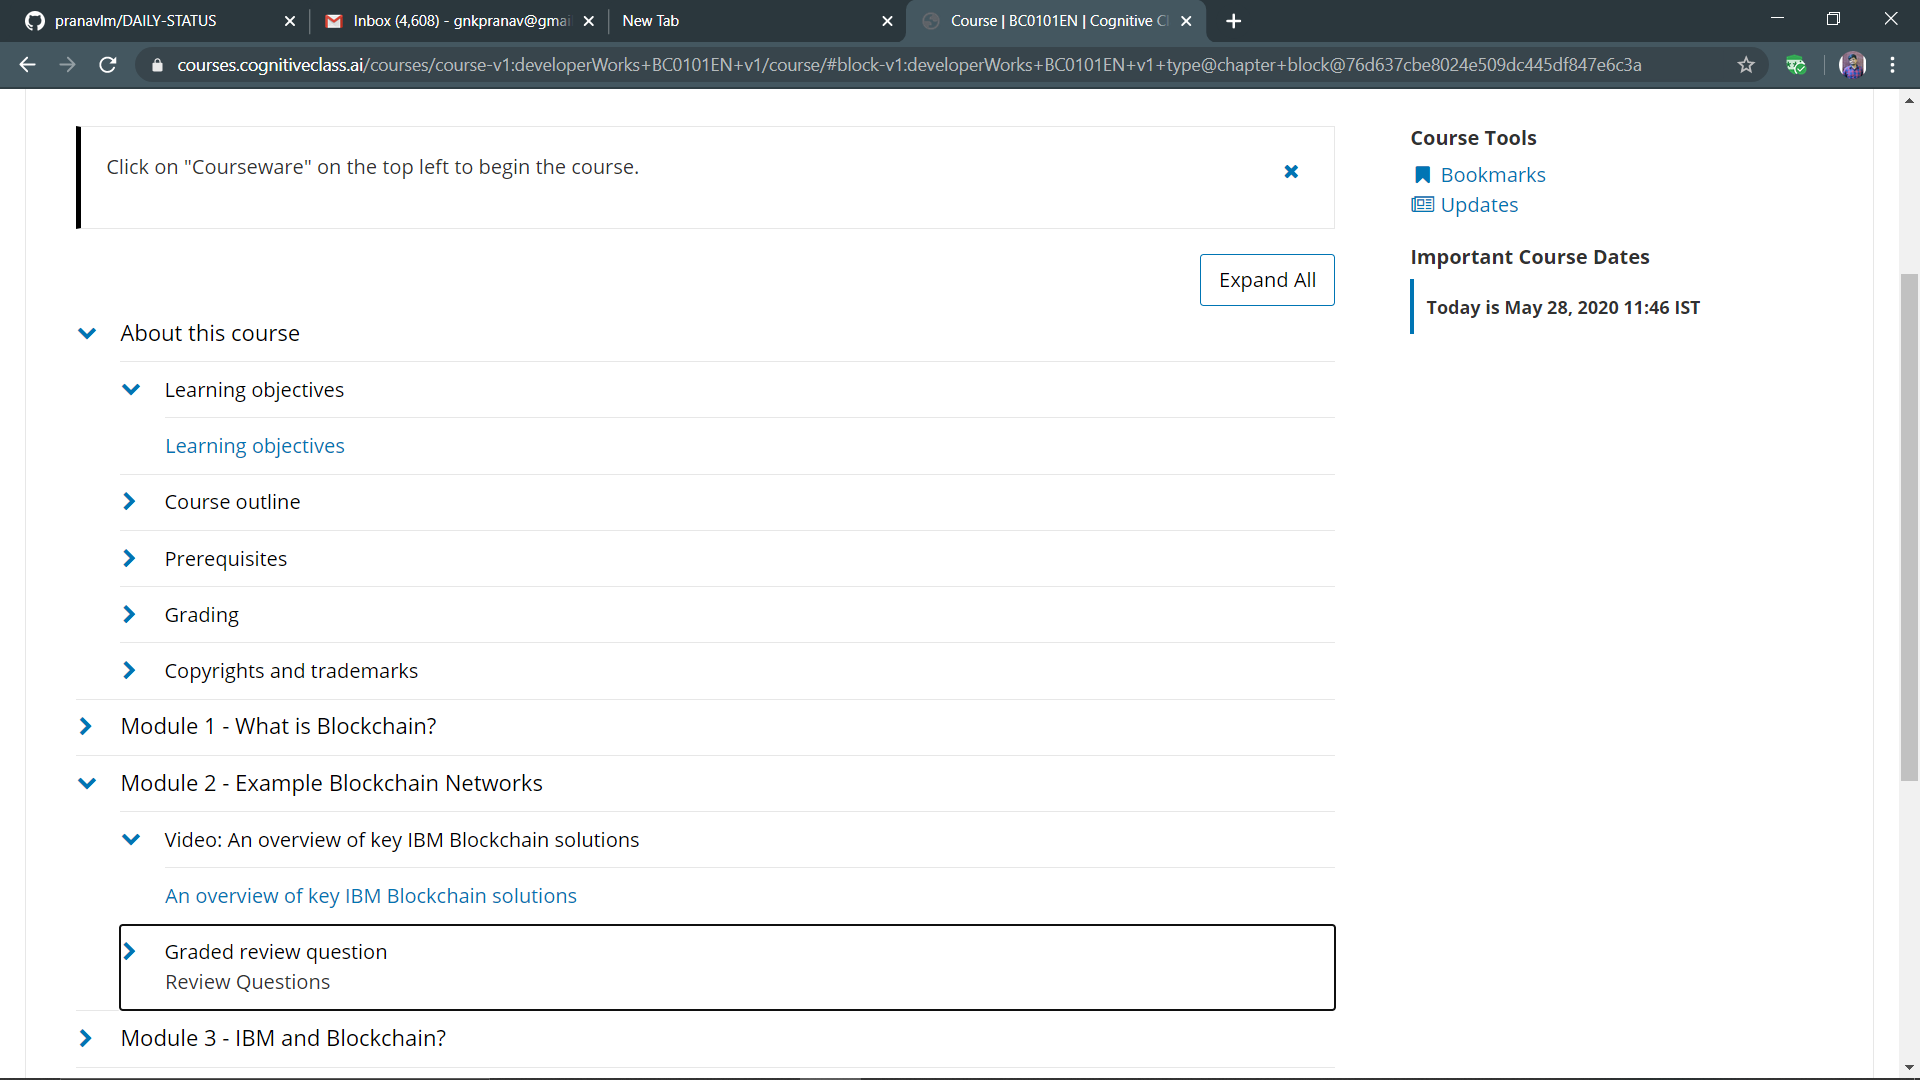 pranavlm/DAILY-STATUS
Inbox (4,608) - gnkpranav@gmai
New Tab
Course | BC0101EN | Cognitive Cl
courses.cognitiveclass.ai/courses/course-v1:developerWorks+BC0101EN+v1/course/#block-v1:developerWorks+BC0101EN+v1+type@chapter+block@76d637cbe8024e509dc445df847e6c3a
Click on "Courseware" on the top left to begin the course.
Expand All
About this course
Learning objectives
Learning objectives
Course outline
Prerequisites
Grading
Copyrights and trademarks
Module 1 - What is Blockchain?
Module 2 - Example Blockchain Networks
Video: An overview of key IBM Blockchain solutions
An overview of key IBM Blockchain solutions
Graded review question
Review Questions
Module 3 - IBM and Blockchain?
Course Tools
Bookmarks
Updates
Important Course Dates
Today is May 28, 2020 11:46 IST